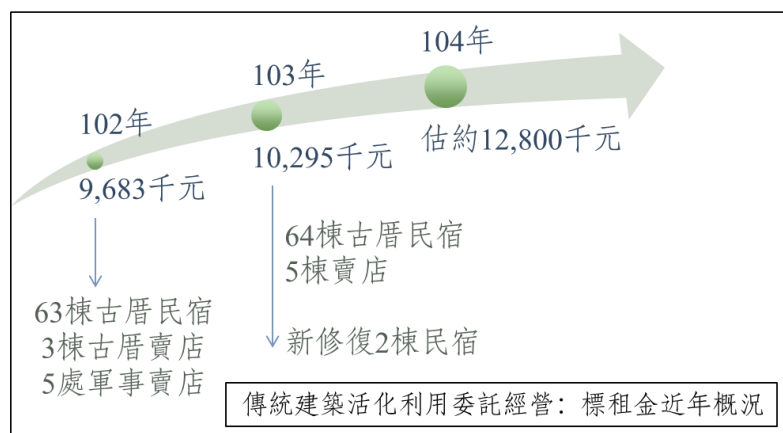 102年
9,683千元
63棟古厝民宿
3棟古厝賣店
5處軍事賣店
103年
10,295千元
64棟古厝民宿
5棟賣店
新修復2棟民宿
104年
估約12,800千元
傳統建築活化利用委託經營：標租金近年概況